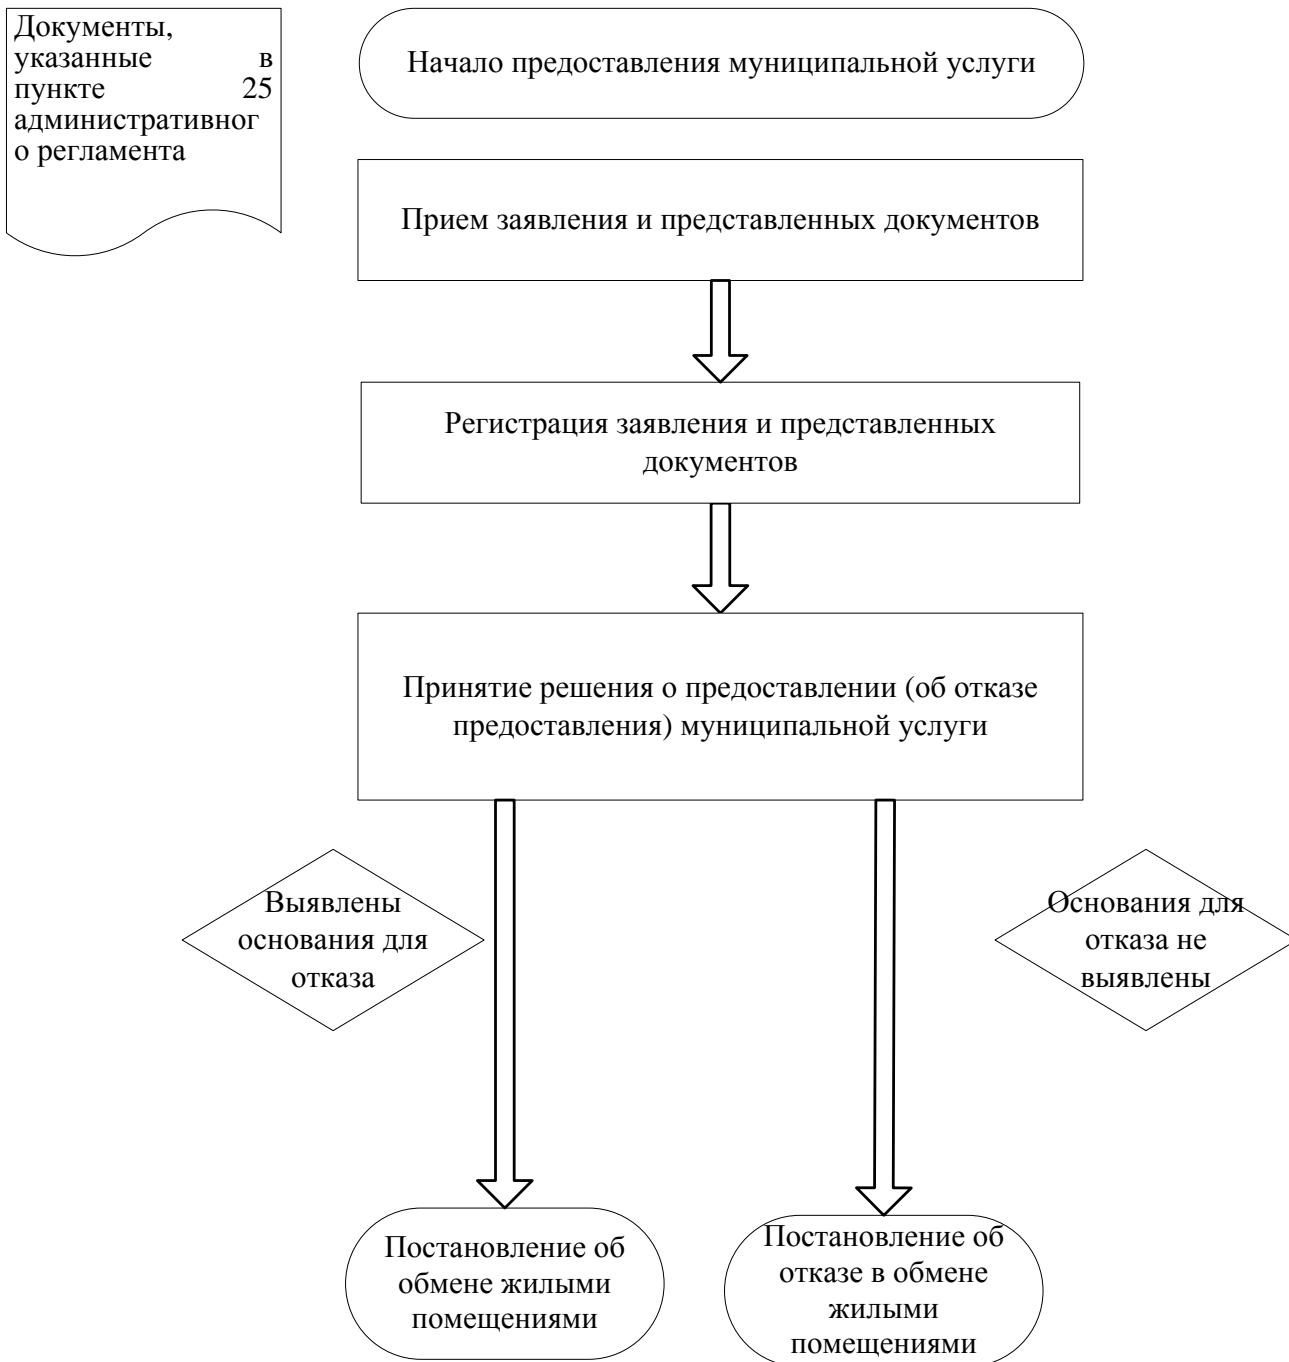 Документы,
указанные в
пункте 25
административног
о регламента
Начало предоставления муниципальной услуги
Прием заявления и представленных документов
Регистрация заявления и представленных
документов
Принятие решения о предоставлении (об отказе
предоставления) муниципальной услуги
Выявлены
основания для
отказа
Основания для
отказа не
выявлены
Постановление об
обмене жилыми
помещениями
Постановление об
отказе в обмене
жилыми
помещениями